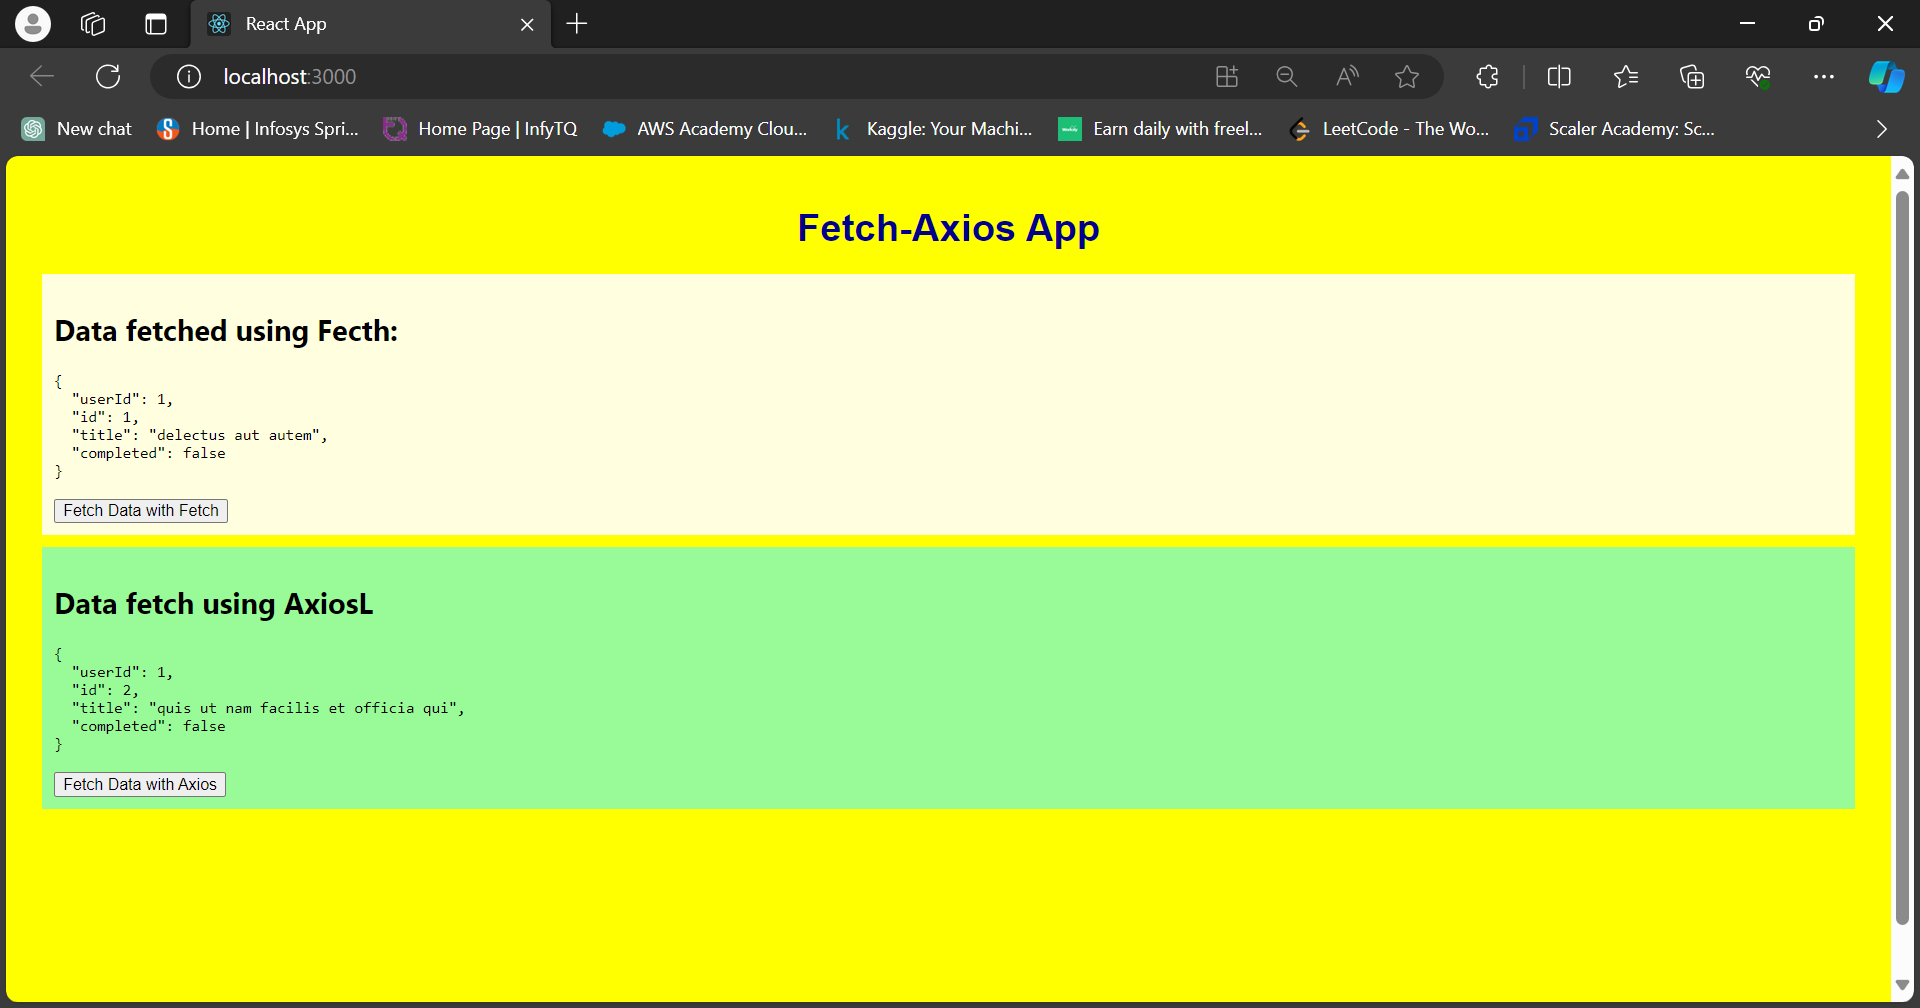 React App
localhost:3000
New chat
Home | Infosys Spri...
Home Page | InfyTQ
AWS Academy Clou...
Kaggle: Your Machi...
Earn daily with freel...
LeetCode - The Wo...
Scaler Academy: Sc...
Fetch-Axios App
Data fetched using Fecth:
{
"userId": 1,
"id": 1,
"title": "delectus aut autem",
"completed": false
}
Fetch Data with Fetch
Data fetch using AxiosL
{
"userId": 1,
"id": 2,
"title": "quis ut nam facilis et officia qui",
"completed": false
}
Fetch Data with Axios